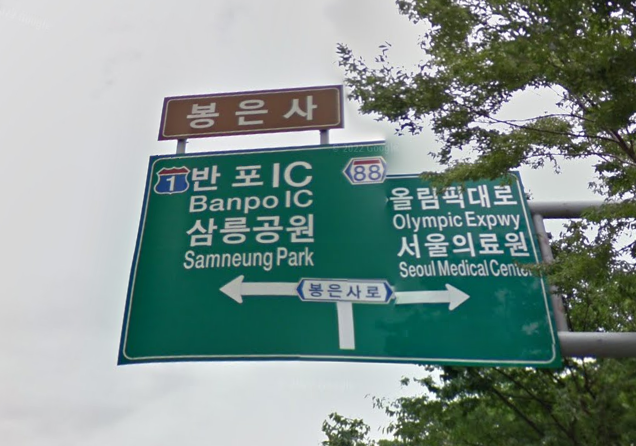 봉은사
1 반포IC
Banpo IC
삼릉공원
Samneung Park
88
올림픽대로
Olympic Expwy
서울의료원
Seoul Medical Center
봉은사로